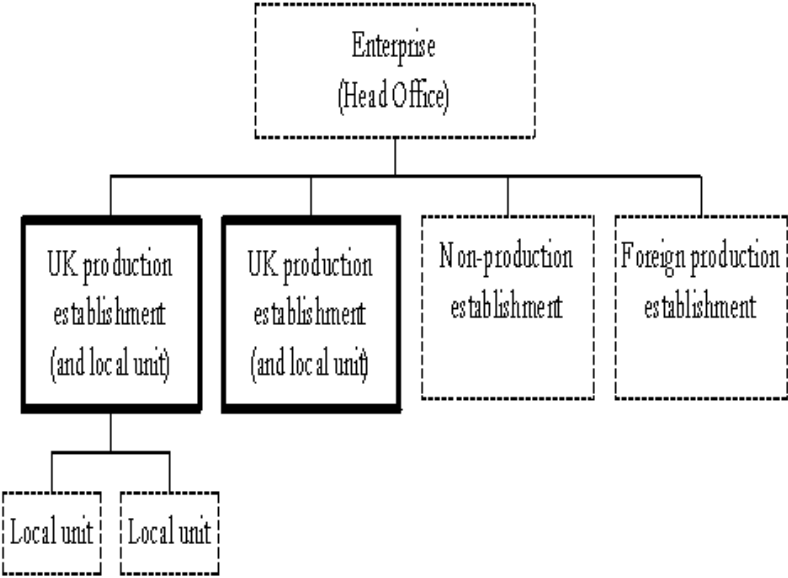 Enterprise
(Head Office)
UK production
establishment
(and local unit)
UK production
establishment
(and local unit)
Non-production
establishment
Foreign production
establishment
Local unit
Local unit